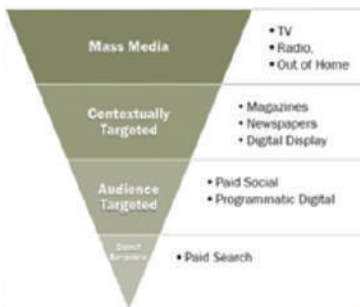 Mass Media
• TV
• Radio,
• Out of Home
Contextually
Targeted
• Magazines
• Newspapers
• Digital Display
Audience
Targeted
• Paid Social
• Programmatic Digital
Direct
• Paid Search